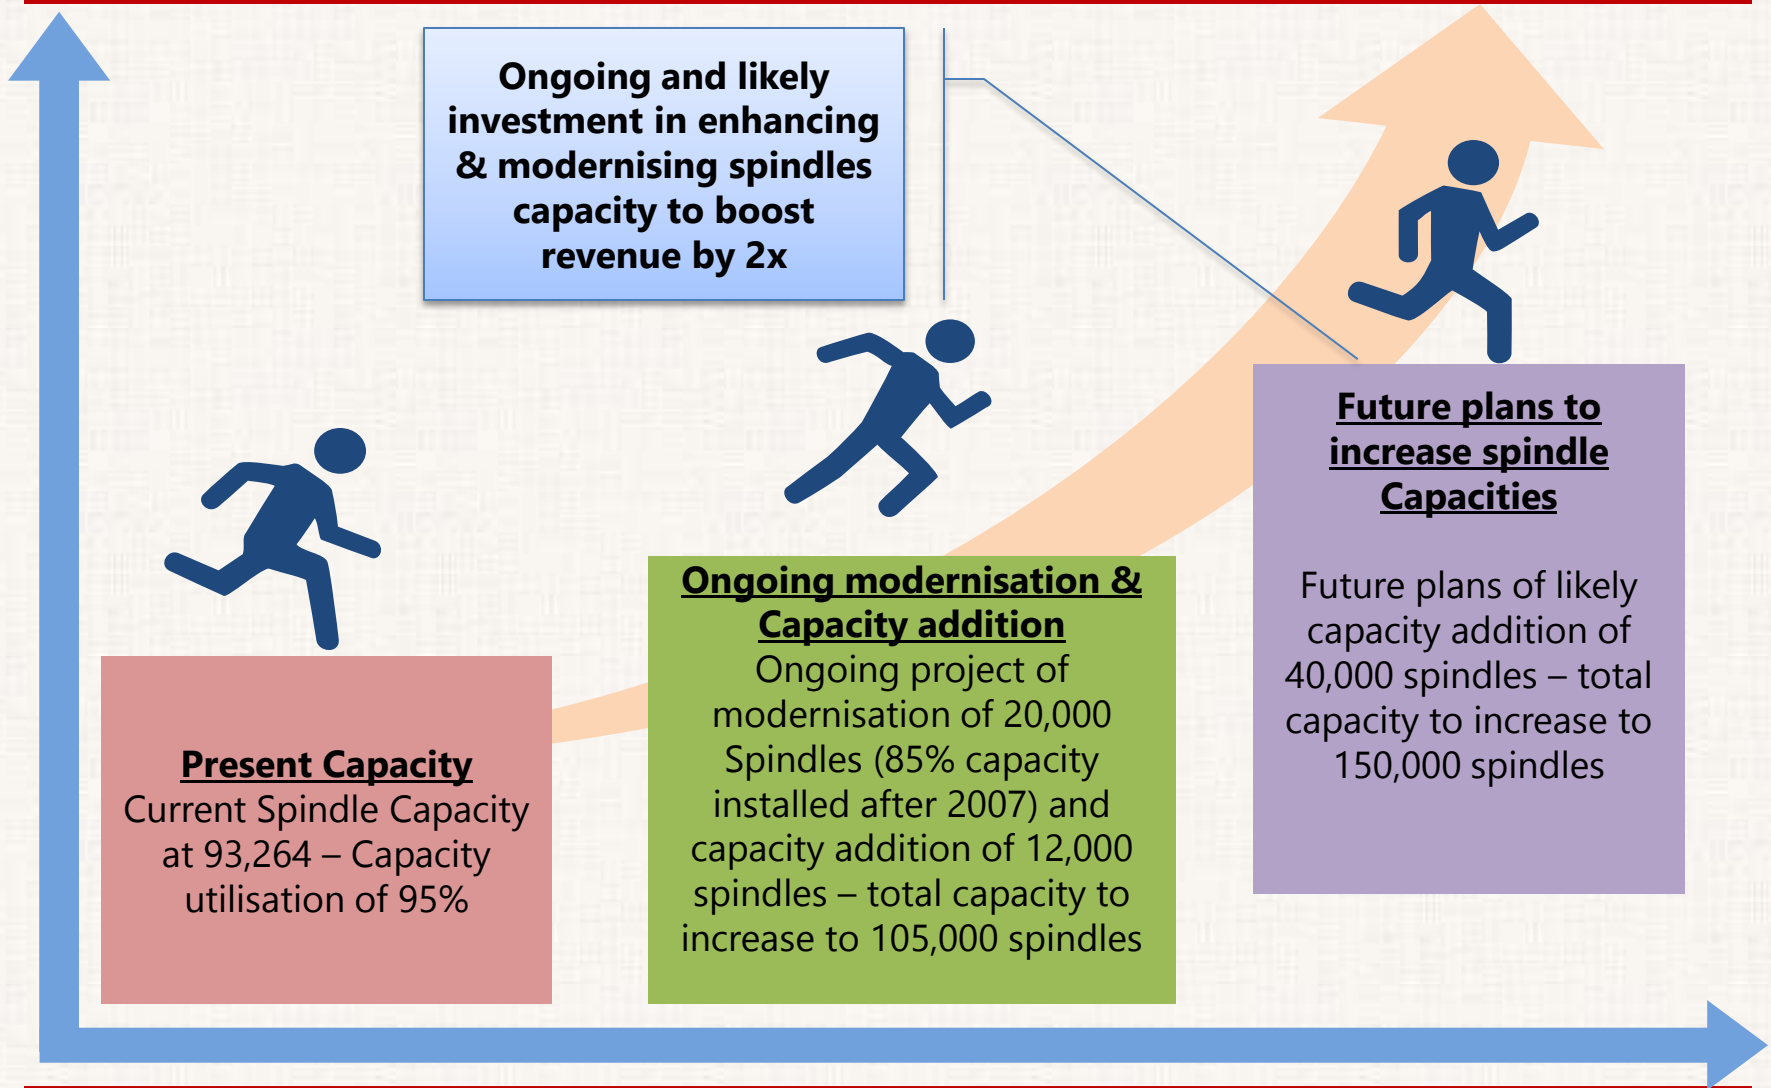 Ongoing and likely
investment in enhancing
& modernising spindles
capacity to boost
revenue by 2x
Present Capacity
Current Spindle Capacity
at 93,264 – Capacity
utilisation of 95%
Ongoing modernisation &
Capacity addition
Ongoing project of
modernisation of 20,000
Spindles (85% capacity
installed after 2007) and
capacity addition of 12,000
spindles – total capacity to
increase to 105,000 spindles
Future plans to
increase spindle
Capacities
Future plans of likely
capacity addition of
40,000 spindles – total
capacity to increase to
150,000 spindles